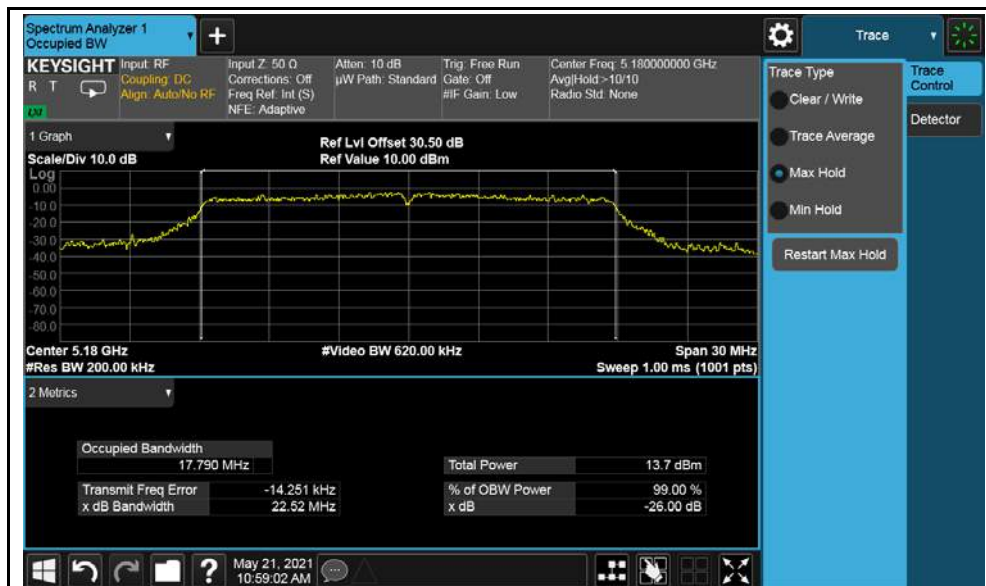 Spectrum Analyzer 1
Occupied BW
+
Trace
KEYSIGHT
R T
LXI
Input: RF
Coupling: DC
Align: Auto/No RF
Input Z: 50 Ω
Corrections: Off
Freq Ref: Int (S)
NFE: Adaptive
Atten: 10 dB
µW Path: Standard
Trig: Free Run
Gate: Off
#IF Gain: Low
Center Freq: 5.180000000 GHz
Avg|Hold:>10/10
Radio Std: None
Trace Type
Clear / Write
Trace Average
Max Hold
Min Hold
Restart Max Hold
Trace
Control
Detector
1 Graph
Scale/Div 10.0 dB
Ref Lvl Offset 30.50 dB
Ref Value 10.00 dBm
Log
0.00
-10.0
-20.0
-30.0
-40.0
-50.0
-60.0
-70.0
-80.0
Center 5.18 GHz
#Video BW 620.00 kHz
Span 30 MHz
#Res BW 200.00 kHz
Sweep 1.00 ms (1001 pts)
2 Metrics
Occupied Bandwidth
17.790 MHz
Total Power 13.7 dBm
Transmit Freq Error -14.251 kHz
% of OBW Power 99.00 %
x dB Bandwidth 22.52 MHz
x dB -26.00 dB
?
May 21, 2021
10:59:02 AM